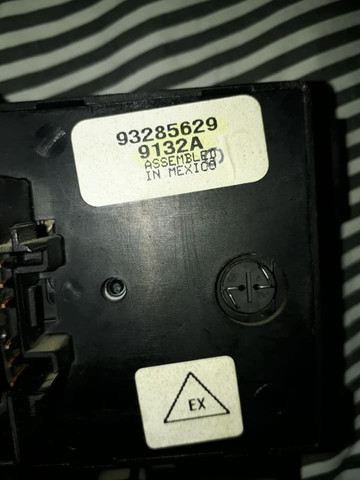 93285629
9132A
ASSEMBLED
IN MEXICO
EX